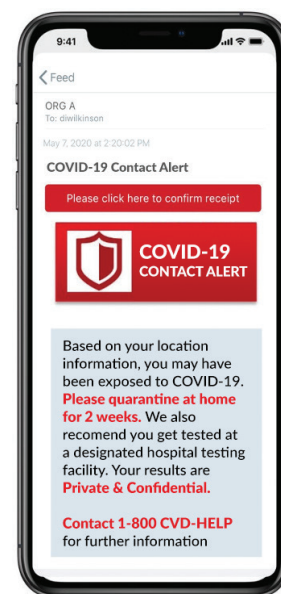 9:41
Feed
ORG A
To: diwilkinson
May 7, 2020 at 2:20:02 PM
COVID-19 Contact Alert
Please click here to confirm receipt
COVID-19
CONTACT ALERT
Based on your location
information, you may have
been exposed to COVID-19.
Please quarantine at home
for 2 weeks. We also
recomend you get tested at
a designated hospital testing
facility. Your results are
Private & Confidential.
Contact 1-800 CVD-HELP
for further information